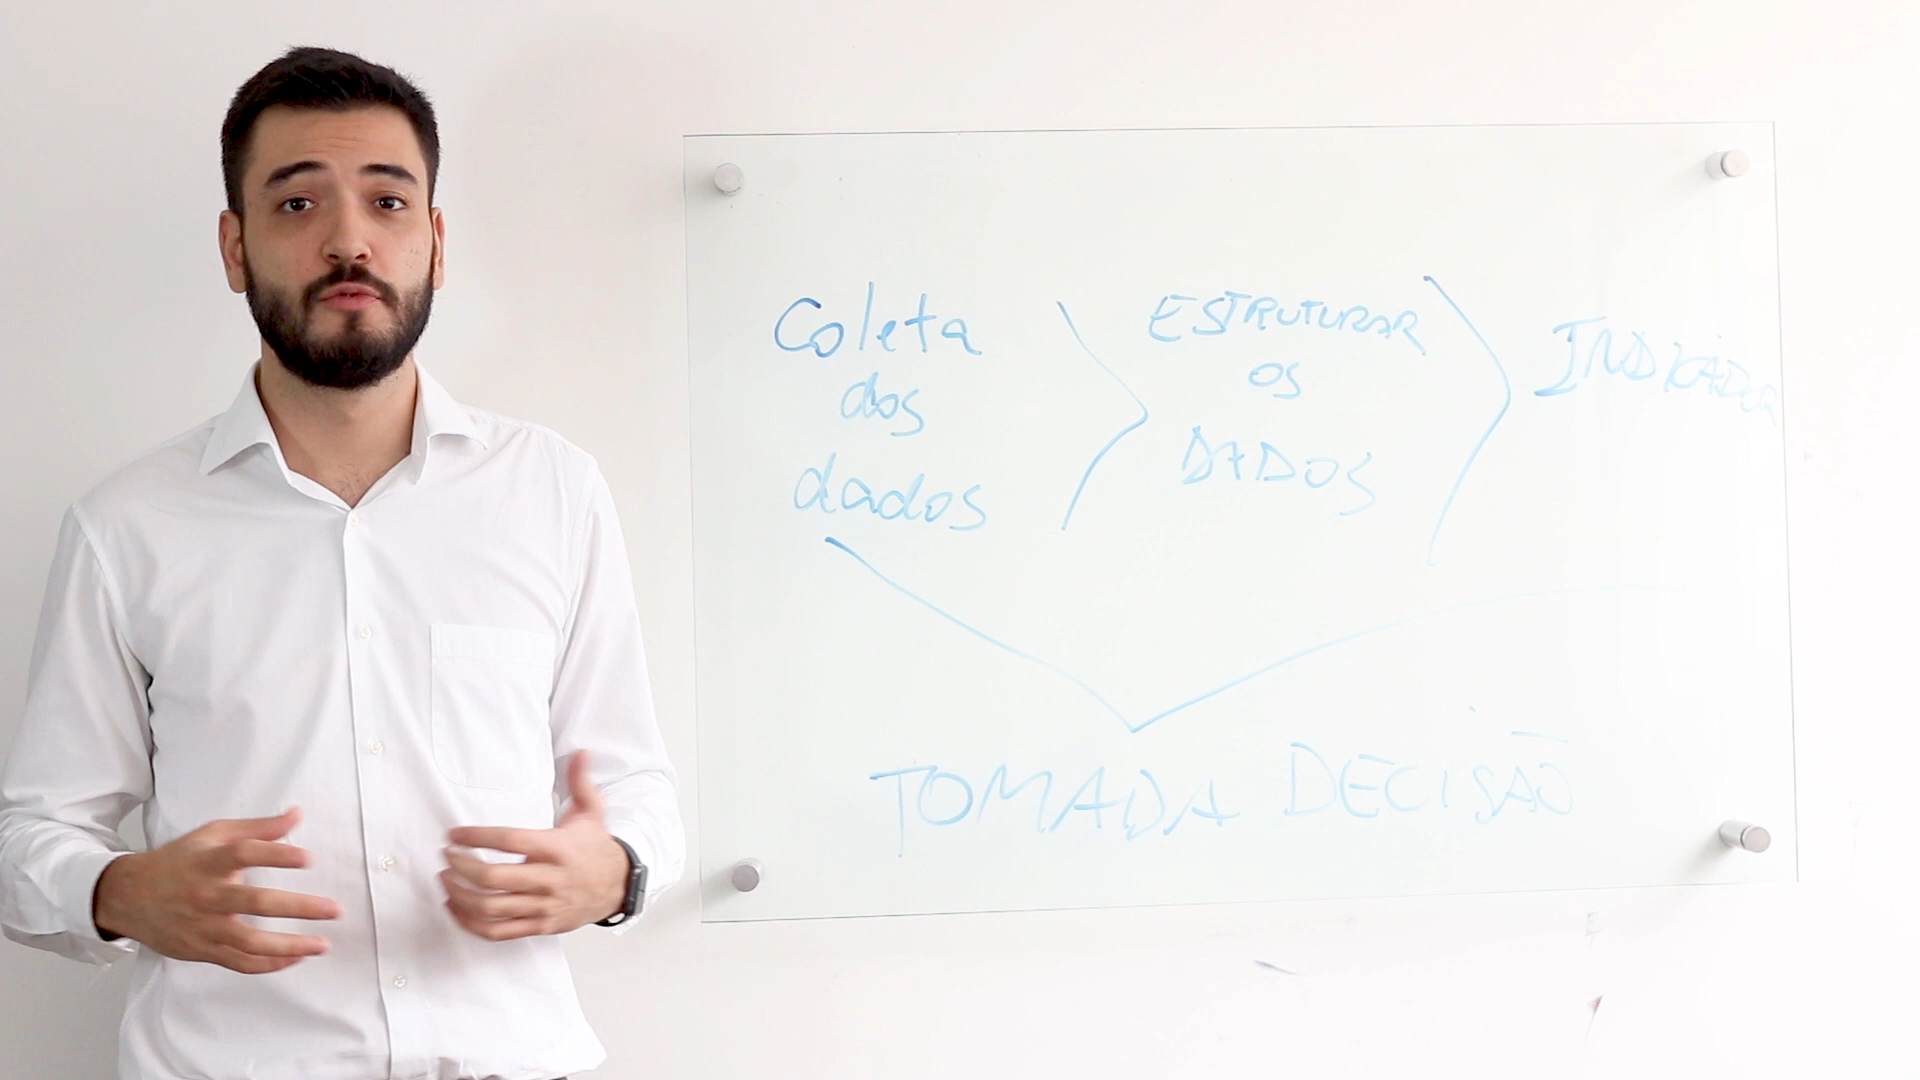 Coleta
dos
dados
ESTRUTURAR
OS
DADOS
INDICADOR
TOMADA DECISÃO